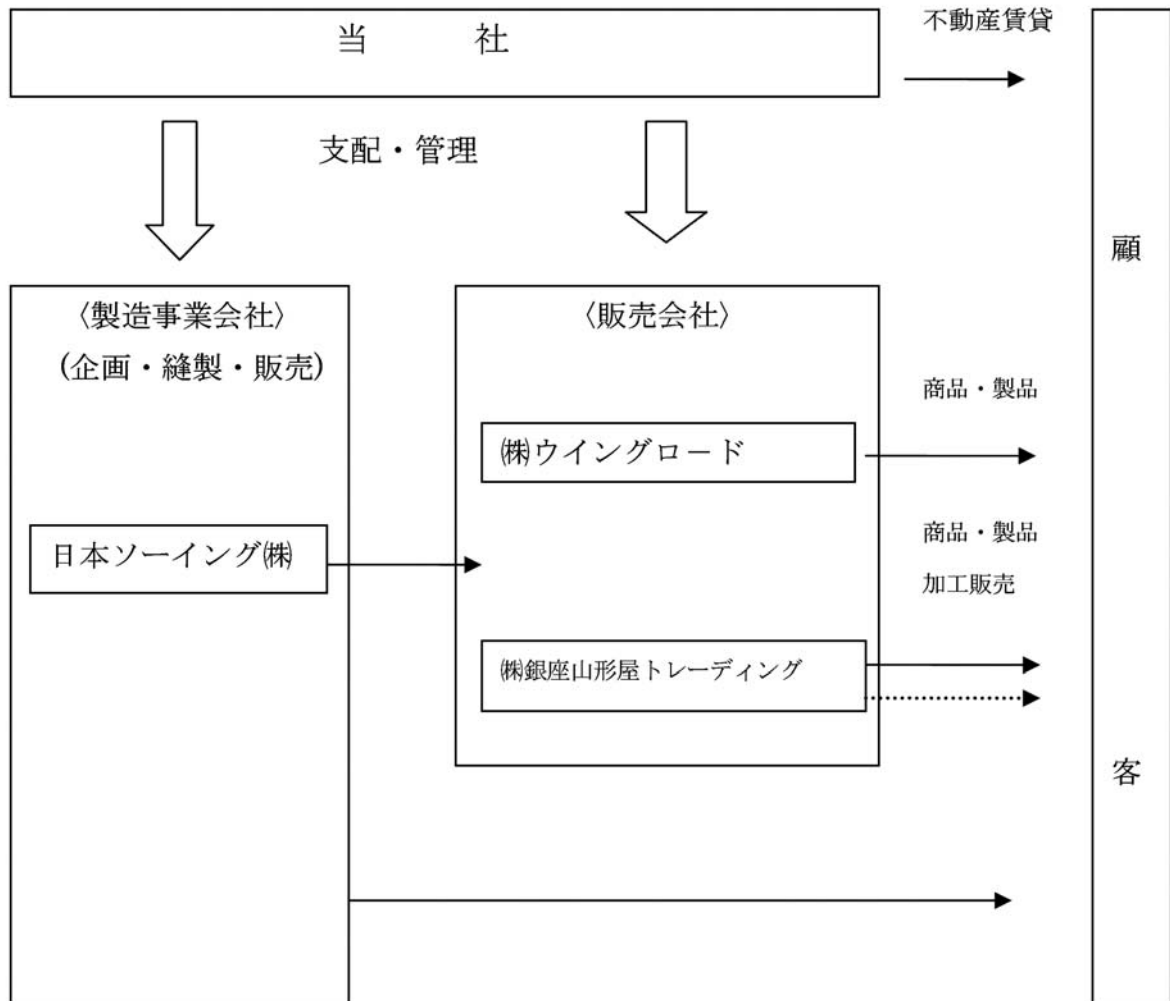 当 社
不動産賃貸
支配・管理
〈製造事業会社〉
(企画・縫製・販売)
日本ソーイング㈱
〈販売会社〉
㈱ウイングロード
㈱銀座山形屋トレーディング
商品・製品
商品・製品
加工販売
顧
客